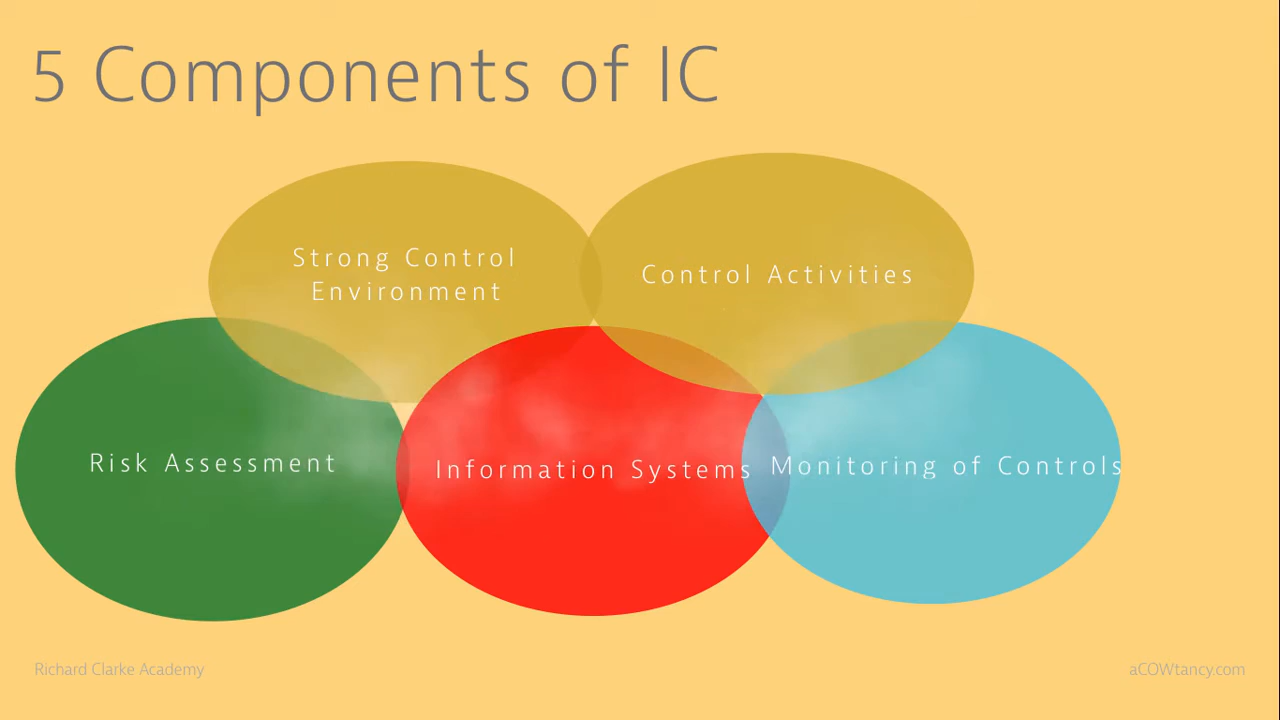 5 Components of IC
Strong Control
Environment
Control Activities
Risk Assessment
Information Systems
Monitoring of Controls
Richard Clarke Academy
aCOWtancy.com